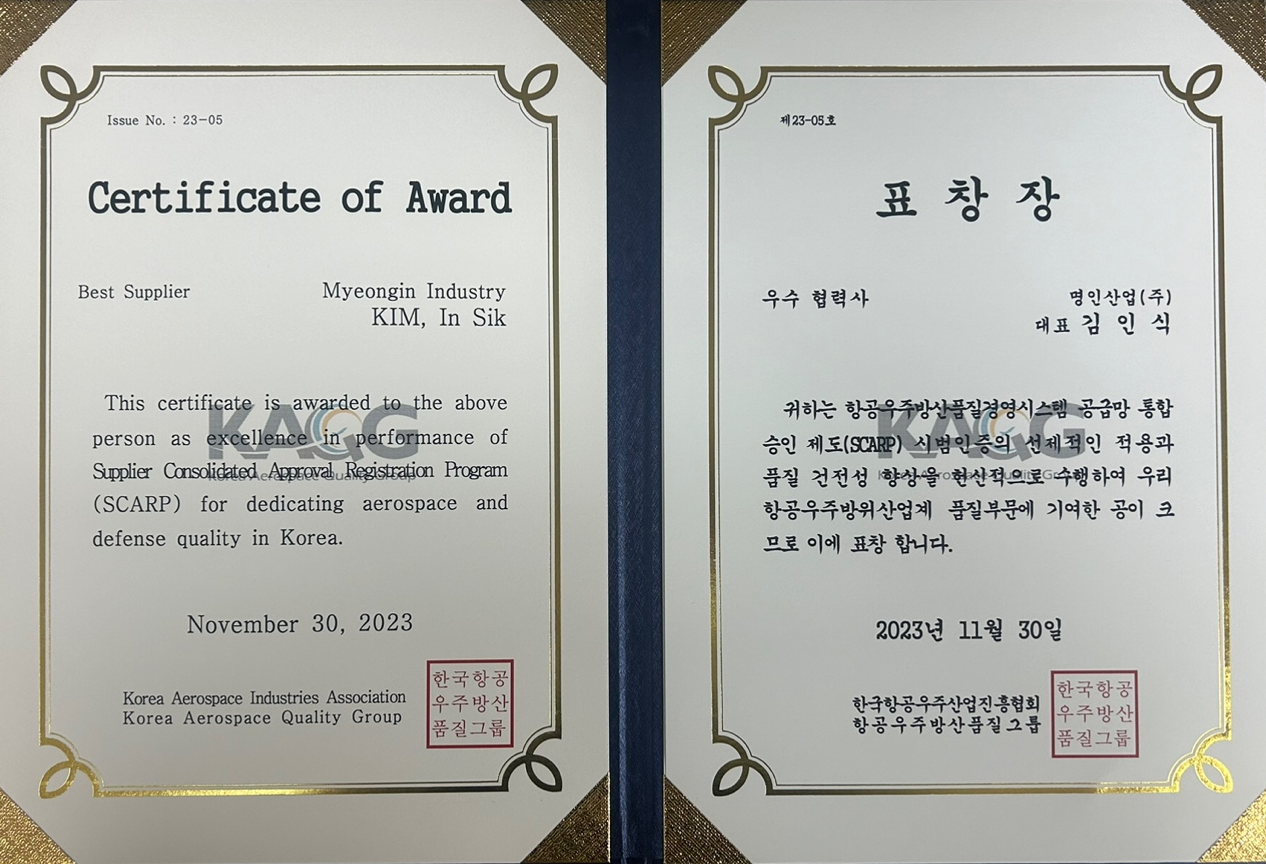 Issue No. : 23-05
Certificate of Award
Best Supplier Myeongin Industry
KIM, In Sik
KAQG
Korea Aerospace Quality Group
This certificate is awarded to the above
person as excellence in performance of
Supplier Consolidated Approval Registration Program
(SCARP) for dedicating aerospace and
defense quality in Korea.
November 30, 2023
Korea Aerospace Industries Association
Korea Aerospace Quality Group
한국항공
우주방산
품질그룹
제23-05호
표 창 장
우수 협력사 명인산업(주)
대표 김 인 식
KAQG
Korea Aerospace Quality Group
귀하는 항공우주방산품질경영시스템 공급망 통합
승인 제도(SCARP) 시범인증의 선제적인 적용과
품질 건전성 향상을 헌신적으로 수행하여 우리
항공우주방위산업계 품질부문에 기여한 공이 크
므로 이에 표창 합니다.
2023년 11월 30일
한국항공우주산업진흥협회
항공우주방산품질그룹
한국항공
우주방산
품질그룹